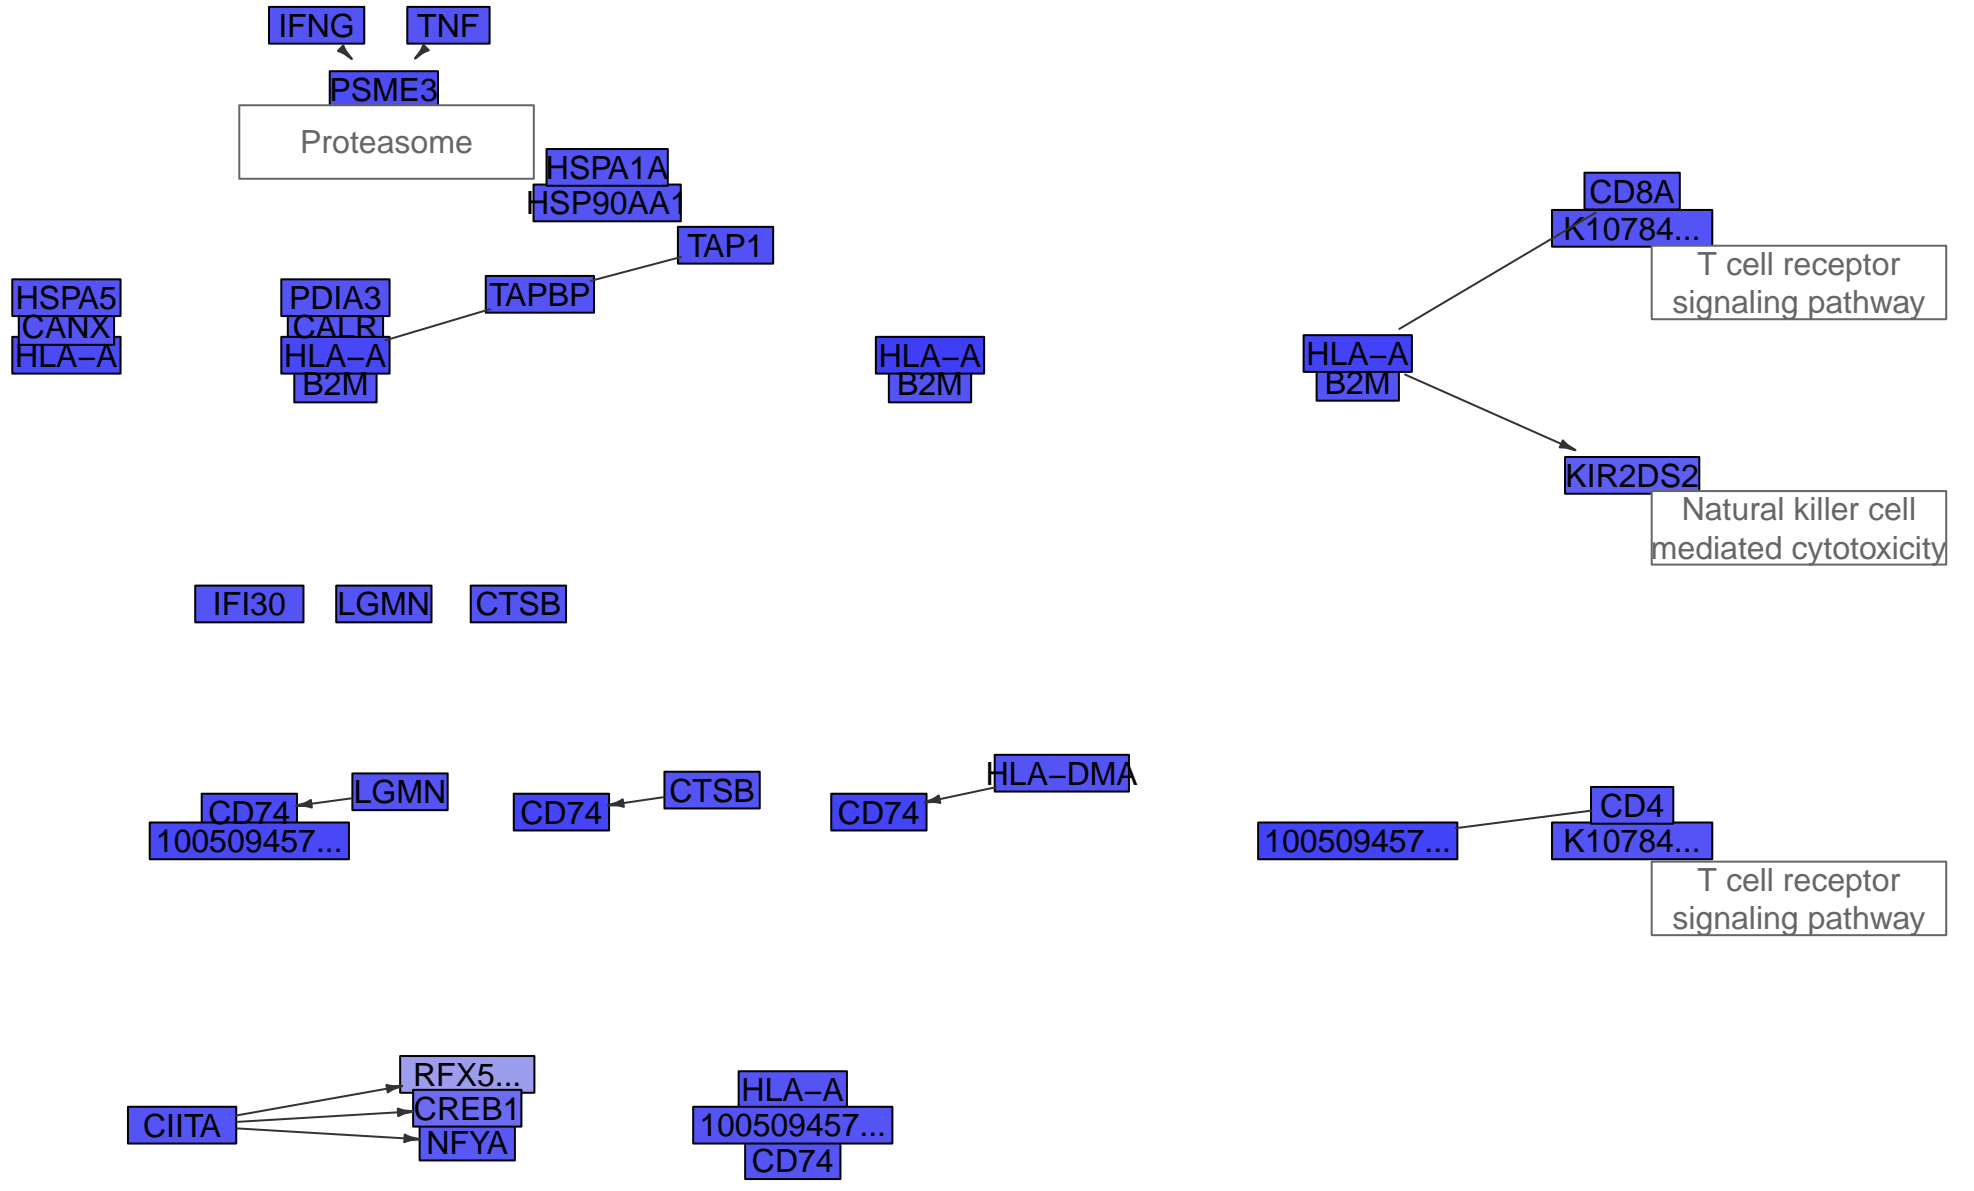 IFNG
TNF
PSME3
Proteasome
HSPA1A
HSP90AA1
CD8A
K10784...
T cell receptor
signaling pathway
TAP1
TAPBP
HSPA5
CANX
HLA−A
PDIA3
CALR
HLA−A
B2M
HLA−A
B2M
HLA−A
B2M
KIR2DS2
Natural killer cell
mediated cytotoxicity
IFI30
LGMN
CTSB
CD74
100509457...
LGMN
CD74
CTSB
CD74
HLA−DMA
100509457...
CD4
K10784...
T cell receptor
signaling pathway
CIITA
RFX5...
CREB1
NFYA
HLA−A
100509457...
CD74